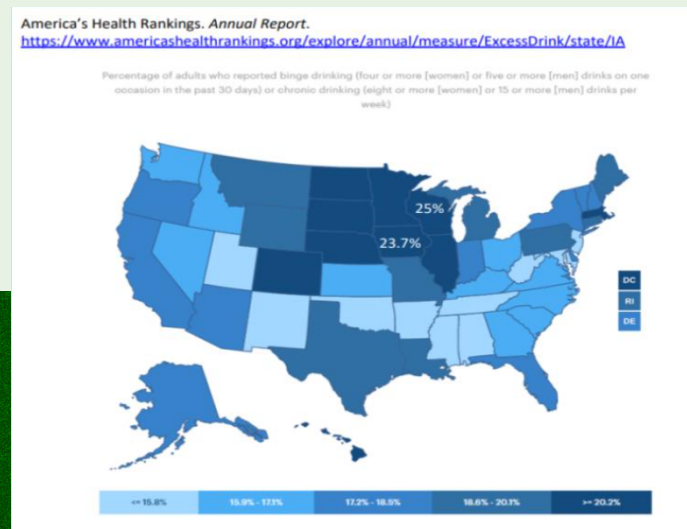 America's Health Rankings. Annual Report.
https://www.americashealthrankings.org/explore/annual/measure/ExcessDrink/state/IA
Percentage of adults who reported binge drinking (four or more [women] or five or more [men] drinks on one
occasion in the past 30 days) or chronic drinking (eight or more [women] or 15 or more [men] drinks per
week)
25%
23.7%
DC
RI
DE
<= 15.8% 15.9% - 17.1% 17.2% - 18.5% 18.6% - 20.1% >= 20.2%